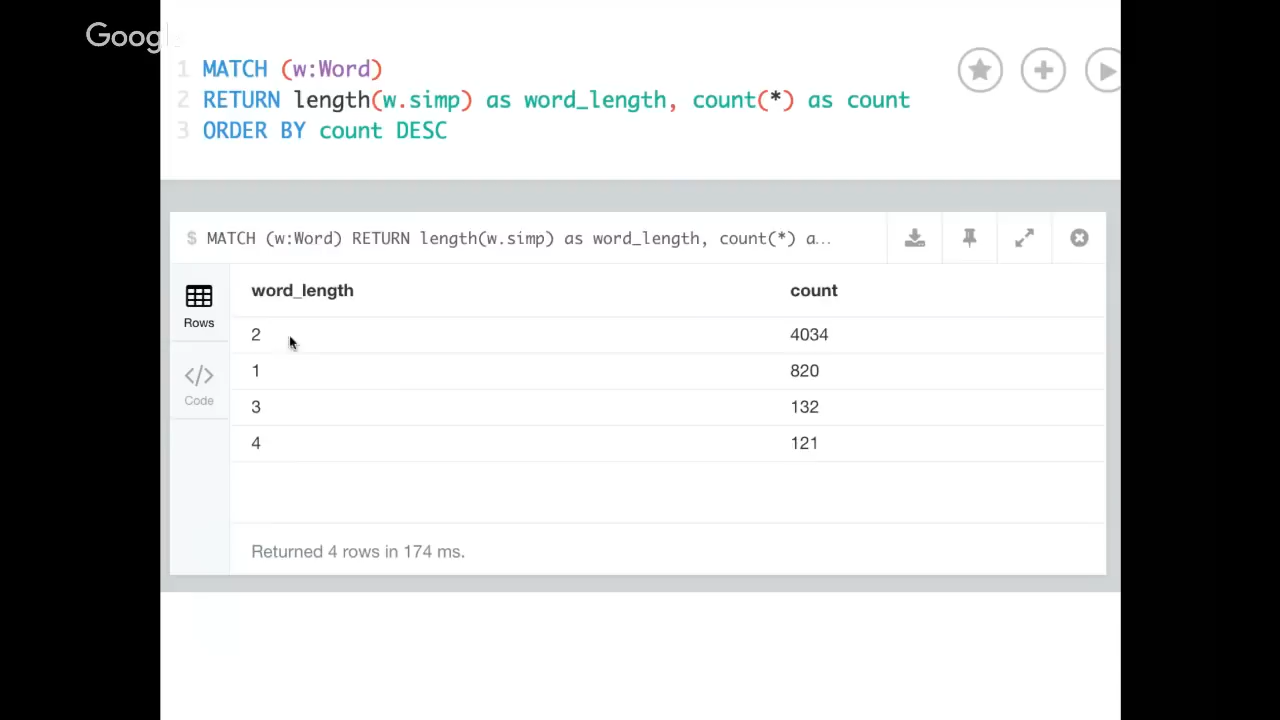 Google
1 MATCH (w:Word)
2 RETURN length(w.simp) as word_length, count(*) as count
3 ORDER BY count DESC
$ MATCH (w:Word) RETURN length(w.simp) as word_length, count(*) a…
Rows
Code
word_length count
2 4034
1 820
3 132
4 121
Returned 4 rows in 174 ms.